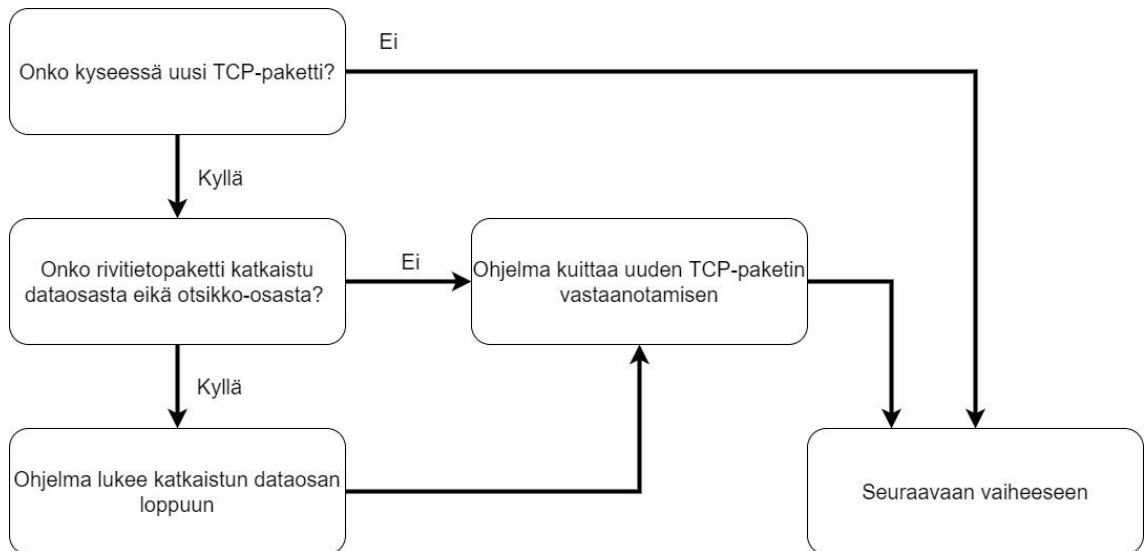 Ei
Onko kyseessä uusi TCP-paketti?
Kyllä
Onko rivitietopaketti katkaistu
dataosasta eikä otsikko-osasta?
Ei
Ohjelma kuittaa uuden TCP-paketin
vastaanotamisen
Kyllä
Ohjelma lukee katkaistun dataosan
loppuun
Seuraavaan vaiheeseen